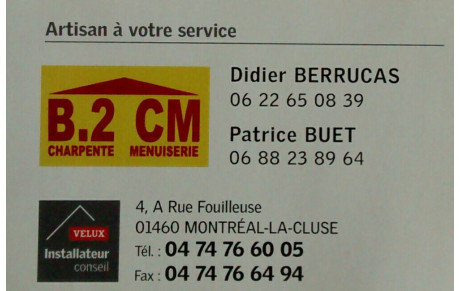 Artisan à votre service
B.2 CM
CHARPENTE MENUISERIE
Didier BERRUCAS
06 22 65 08 39
Patrice BUET
06 88 23 89 64
VELUX
Installateur
conseil
4, A Rue Fouilleuse
01460 MONTRÉAL-LA-CLUSE
Tél. : 04 74 76 60 05
Fax : 04 74 76 64 94